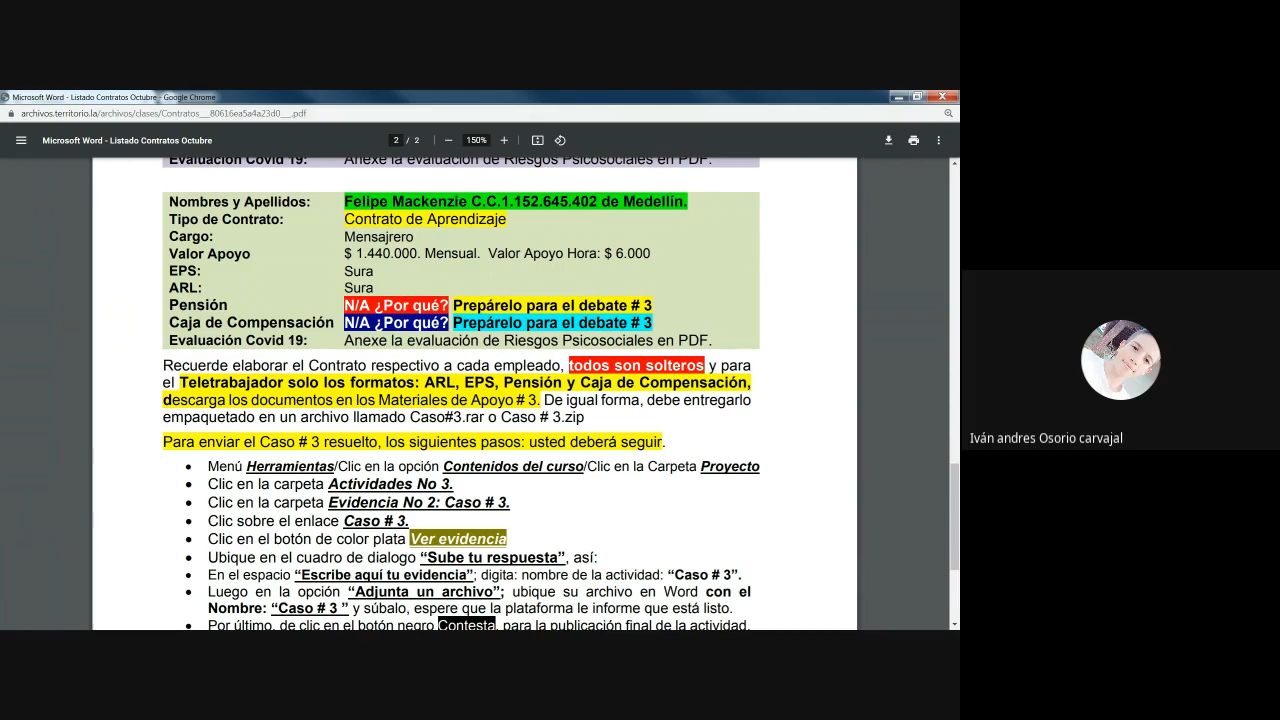 Microsoft Word - Listado Contratos Octubre - Google Chrome
archivos.territorio.la/archivos/clases/Contratos__80616ea5a4a23d0__.pdf
Microsoft Word - Listado Contratos Octubre
2 / 2
150%
Evaluación Covid 19: Anexe la evaluación de Riesgos Psicosociales en PDF.
Nombres y Apellidos: Felipe Mackenzie C.C.1.152.645.402 de Medellín.
Tipo de Contrato: Contrato de Aprendizaje
Cargo: Mensajrero
Valor Apoyo $ 1.440.000. Mensual. Valor Apoyo Hora: $ 6.000
EPS: Sura
ARL: Sura
Pensión N/A ¿Por qué? Prepárelo para el debate # 3
Caja de Compensación N/A ¿Por qué? Prepárelo para el debate # 3
Evaluación Covid 19: Anexe la evaluación de Riesgos Psicosociales en PDF.
Recuerde elaborar el Contrato respectivo a cada empleado, todos son solteros y para
el Teletrabajador solo los formatos: ARL, EPS, Pensión y Caja de Compensación,
descarga los documentos en los Materiales de Apoyo # 3. De igual forma, debe entregarlo
empaquetado en un archivo llamado Caso#3.rar o Caso # 3.zip
Para enviar el Caso # 3 resuelto, los siguientes pasos: usted deberá seguir.
• Menú Herramientas/Clic en la opción Contenidos del curso/Clic en la Carpeta Proyecto
• Clic en la carpeta Actividades No 3.
• Clic en la carpeta Evidencia No 2: Caso # 3.
• Clic sobre el enlace Caso # 3.
• Clic en el botón de color plata Ver evidencia
• Ubique en el cuadro de dialogo “Sube tu respuesta”, así:
• En el espacio “Escribe aquí tu evidencia”; digita: nombre de la actividad: “Caso # 3”.
• Luego en la opción “Adjunta un archivo”; ubique su archivo en Word con el
Nombre: “Caso # 3 ” y súbalo, espere que la plataforma le informe que está listo.
• Por último, de clic en el botón negro Contesta, para la publicación final de la actividad.
Iván andres Osorio carvajal